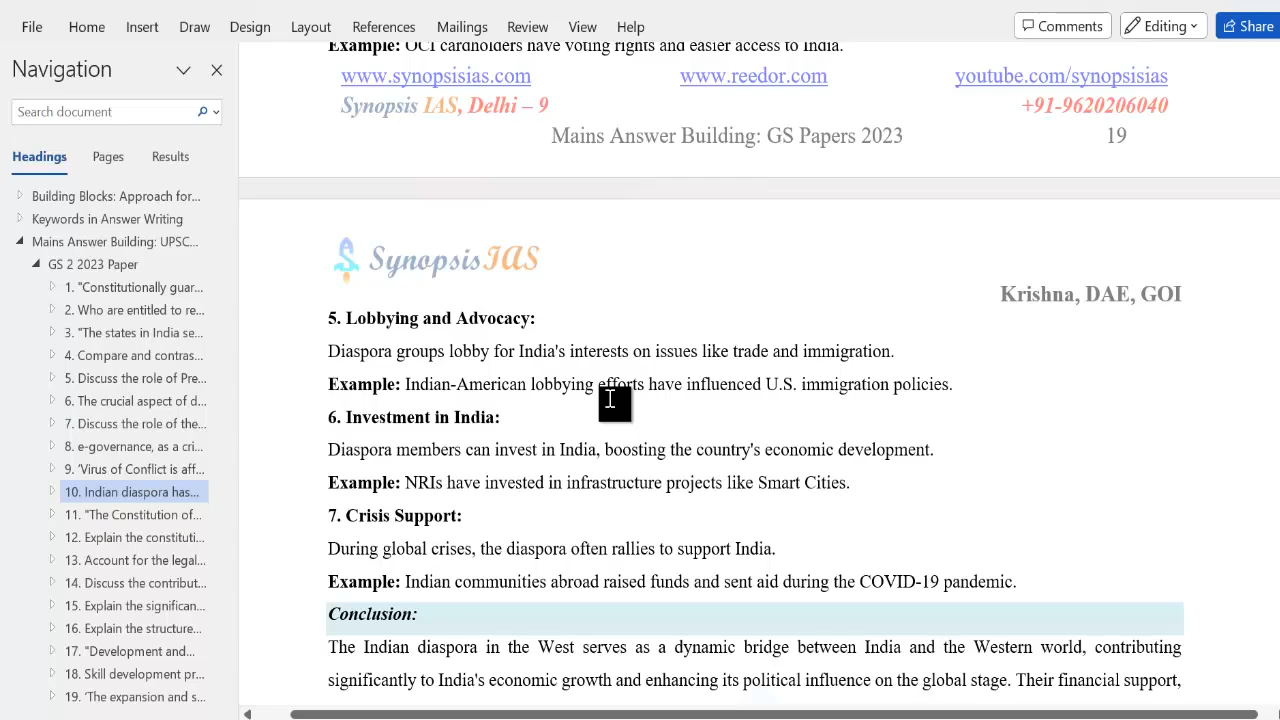 File Home Insert Draw Design Layout References Mailings Review View Help Comments Editing Share
Navigation
Search document
Headings Pages Results
Building Blocks: Approach for...
Keywords in Answer Writing
Mains Answer Building: UPSC...
GS 2 2023 Paper
1. "Constitutionally guar...
2. Who are entitled to re...
3. "The states in India se...
4. Compare and contras...
5. Discuss the role of Pre...
6. The crucial aspect of d...
7. Discuss the role of the...
8. e-governance, as a cri...
9. 'Virus of Conflict is aff...
10. Indian diaspora has...
11. "The Constitution of...
12. Explain the constituti...
13. Account for the legal...
14. Discuss the contribut...
15. Explain the significan...
16. Explain the structure...
17. "Development and...
18. Skill development pr...
19. 'The expansion and s...
Example: OCI cardholders have voting rights and easier access to India.
www.synopsisias.com www.reedor.com youtube.com/synopsisias
Synopsis IAS, Delhi – 9 +91-9620206040
Mains Answer Building: GS Papers 2023 19
Synopsis IAS
Krishna, DAE, GOI
5. Lobbying and Advocacy:
Diaspora groups lobby for India's interests on issues like trade and immigration.
Example: Indian-American lobbying efforts have influenced U.S. immigration policies.
6. Investment in India:
Diaspora members can invest in India, boosting the country's economic development.
Example: NRIs have invested in infrastructure projects like Smart Cities.
7. Crisis Support:
During global crises, the diaspora often rallies to support India.
Example: Indian communities abroad raised funds and sent aid during the COVID-19 pandemic.
Conclusion:
The Indian diaspora in the West serves as a dynamic bridge between India and the Western world, contributing
significantly to India's economic growth and enhancing its political influence on the global stage. Their financial support,